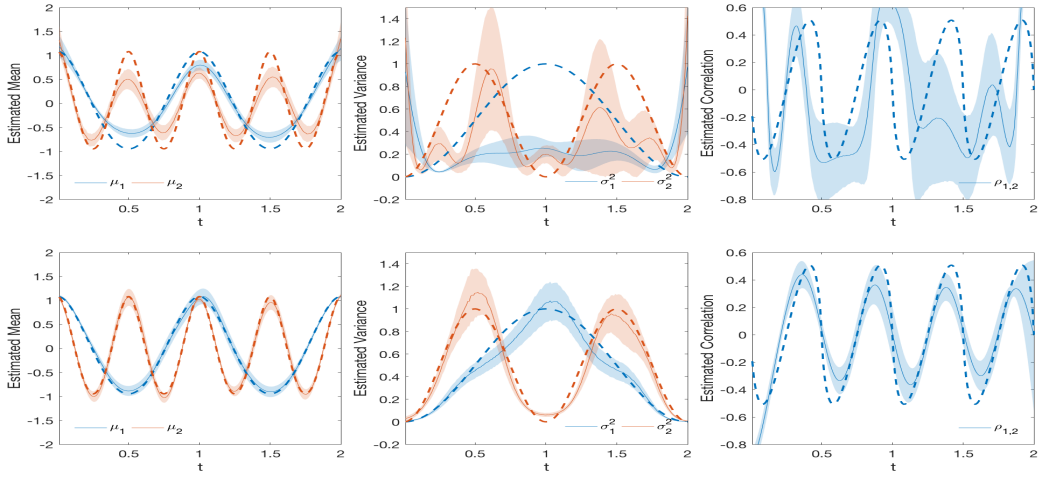 Estimated Mean
2
1.5
1
0.5
0
-0.5
-1
-1.5
-2
μ1 μ2
0.5 1 1.5 2
t
Estimated Variance
1.4
1.2
1
0.8
0.6
0.4
0.2
0
-0.2
σ1^2 σ2^2
0.5 1 1.5 2
t
Estimated Correlation
0.6
0.4
0.2
0
-0.2
-0.4
-0.6
-0.8
ρ1,2
0.5 1 1.5 2
t
Estimated Mean
2
1.5
1
0.5
0
-0.5
-1
-1.5
-2
μ1 μ2
0.5 1 1.5 2
t
Estimated Variance
1.4
1.2
1
0.8
0.6
0.4
0.2
0
-0.2
σ1^2 σ2^2
0.5 1 1.5 2
t
Estimated Correlation
0.6
0.4
0.2
0
-0.2
-0.4
-0.6
-0.8
ρ1,2
0.5 1 1.5 2
t